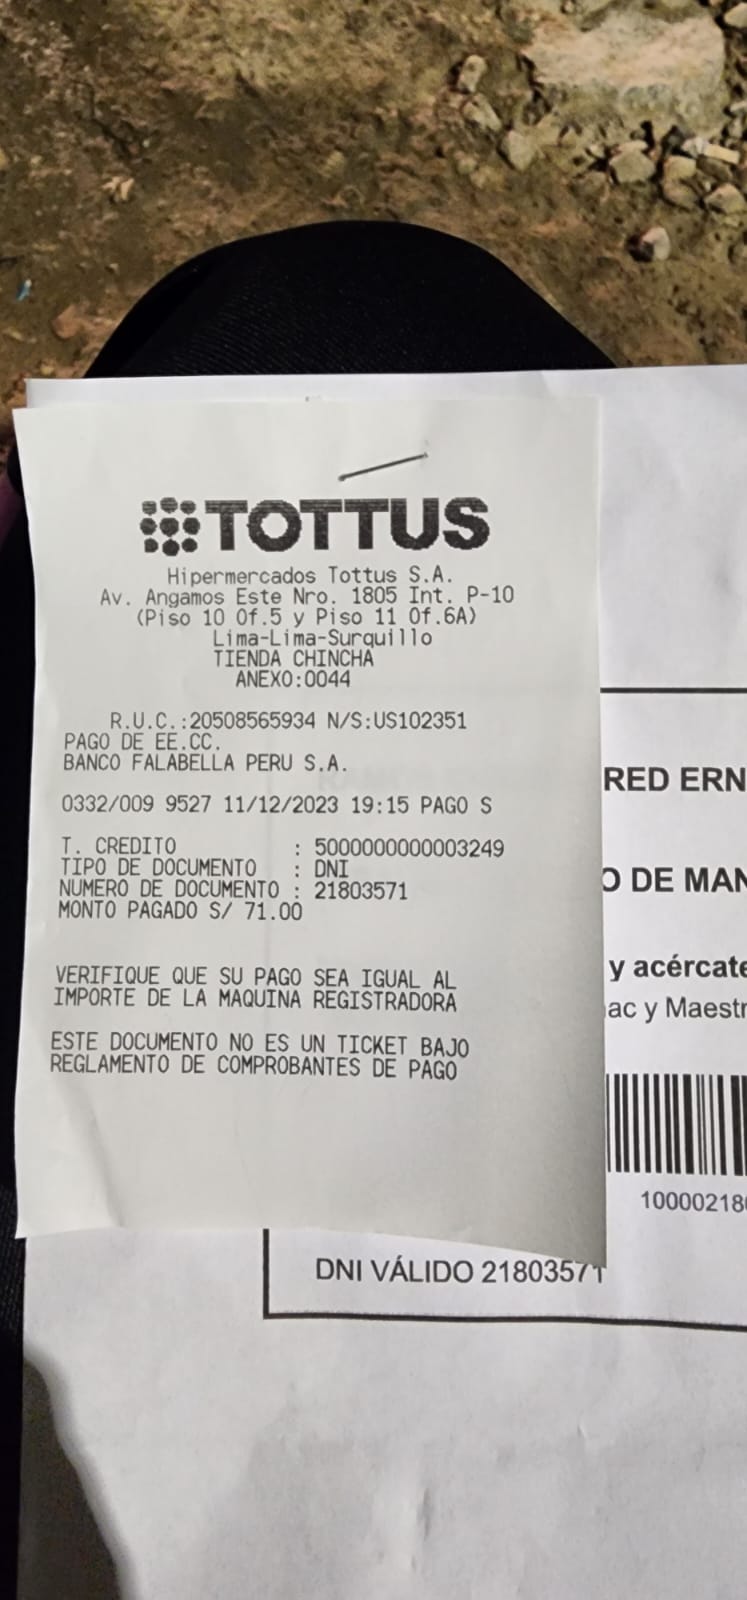 TOTTUS
Hipermercados Tottus S.A.
Av. Angamos Este Nro. 1805 Int. P-10
(Piso 10 Of.5 y Piso 11 Of.6A)
Lima-Lima-Surquillo
TIENDA CHINCHA
ANEXO:0044
R.U.C.:20508565934 N/S:US102351
PAGO DE EE.CC.
BANCO FALABELLA PERU S.A.
0332/009 9527 11/12/2023 19:15 PAGO S
T. CREDITO : 5000000000003249
TIPO DE DOCUMENTO : DNI
NUMERO DE DOCUMENTO : 21803571
MONTO PAGADO S/ 71.00
VERIFIQUE QUE SU PAGO SEA IGUAL AL
IMPORTE DE LA MAQUINA REGISTRADORA
ESTE DOCUMENTO NO ES UN TICKET BAJO
REGLAMENTO DE COMPROBANTES DE PAGO
RED ERN
O DE MAN
y acércate
ac y Maestr
10000218
DNI VÁLIDO 21803571